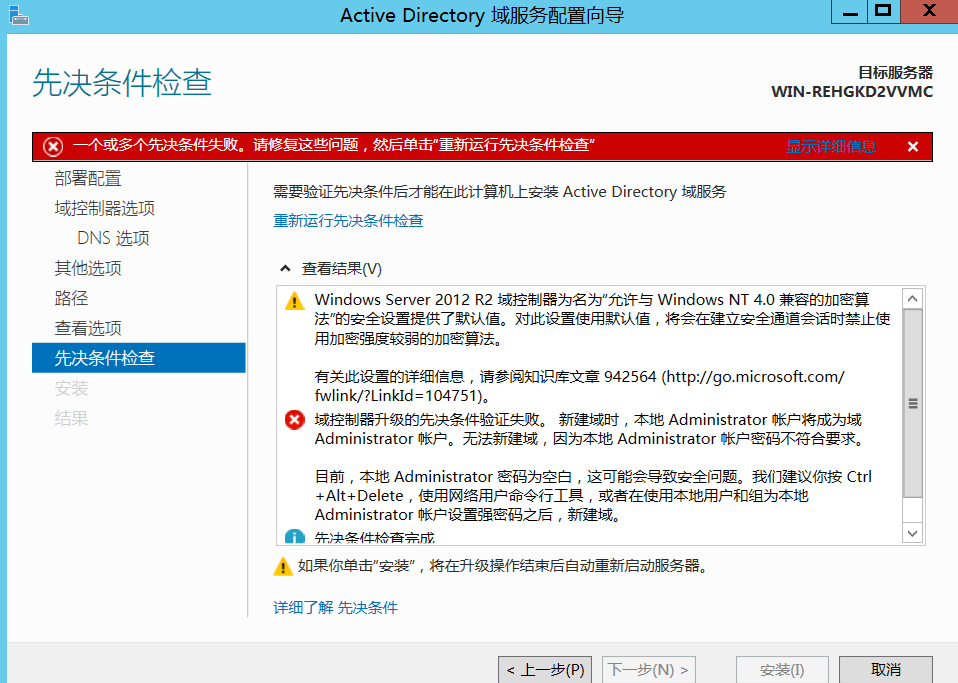 Active Directory 域服务配置向导
先决条件检查
目标服务器
WIN-REHGKD2VVMC
一个或多个先决条件失败。请修复这些问题，然后单击"重新运行先决条件检查"
显示详细信息
部署配置
域控制器选项
DNS 选项
其他选项
路径
查看选项
先决条件检查
安装
结果
需要验证先决条件后才能在此计算机上安装 Active Directory 域服务
重新运行先决条件检查
查看结果(V)
Windows Server 2012 R2 域控制器为名为"允许与 Windows NT 4.0 兼容的加密算
法"的安全设置提供了默认值。对此设置使用默认值，将会在建立安全通道会话时禁止使
用加密强度较弱的加密算法。
有关此设置的详细信息，请参阅知识库文章 942564 (http://go.microsoft.com/
fwlink/?LinkId=104751)。
域控制器升级的先决条件验证失败。 新建域时，本地 Administrator 帐户将成为域
Administrator 帐户。无法新建域，因为本地 Administrator 帐户密码不符合要求。
目前，本地 Administrator 密码为空白，这可能会导致安全问题。我们建议你按 Ctrl
+Alt+Delete，使用网络用户命令行工具，或者在使用本地用户和组为本地
Administrator 帐户设置强密码之后，新建域。
先决条件检查完成
如果你单击"安装"，将在升级操作结束后自动重新启动服务器。
详细了解 先决条件
< 上一步(P)
下一步(N) >
安装(I)
取消